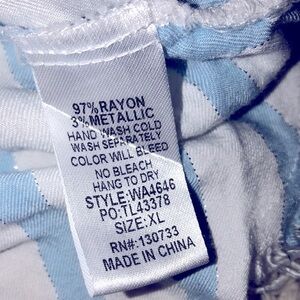 97% RAYON
3% METALLIC
HAND WASH COLD
WASH SEPARATELY
COLOR WILL BLEED
NO BLEACH
HANG TO DRY
STYLE:WA4646
PO:TL43378
SIZE:XL
RN#:130733
MADE IN CHINA